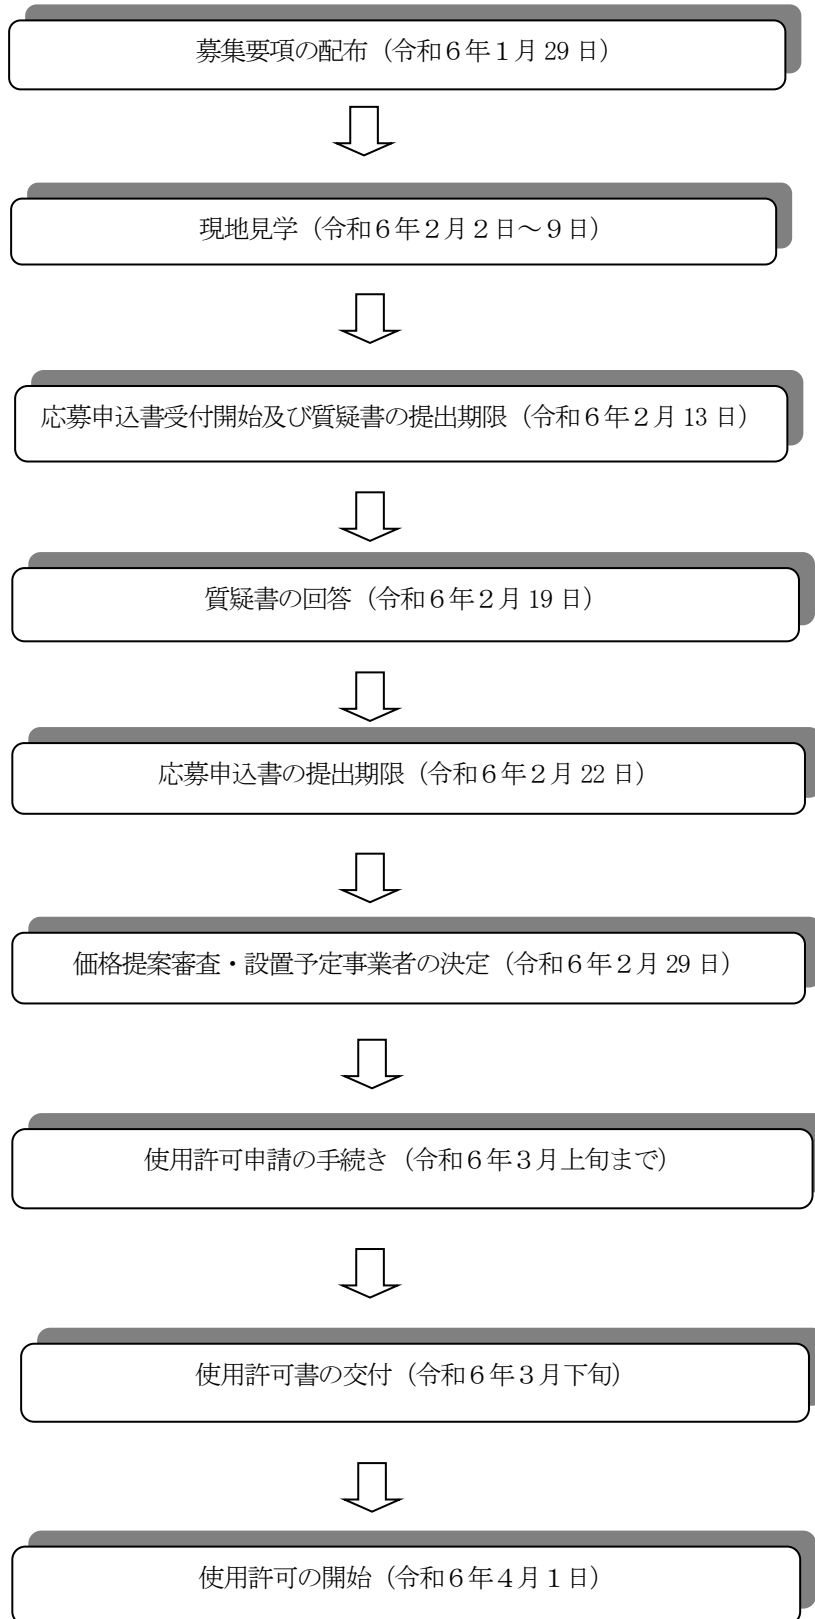 募集要項の配布（令和６年１月 29 日）
現地見学（令和６年２月２日～９日）
応募申込書受付開始及び質疑書の提出期限（令和６年２月 13 日）
質疑書の回答（令和６年２月 19 日）
応募申込書の提出期限（令和６年２月 22 日）
価格提案審査・設置予定事業者の決定（令和６年２月 29 日）
使用許可申請の手続き（令和６年３月上旬まで）
使用許可書の交付（令和６年３月下旬）
使用許可の開始（令和６年４月１日）